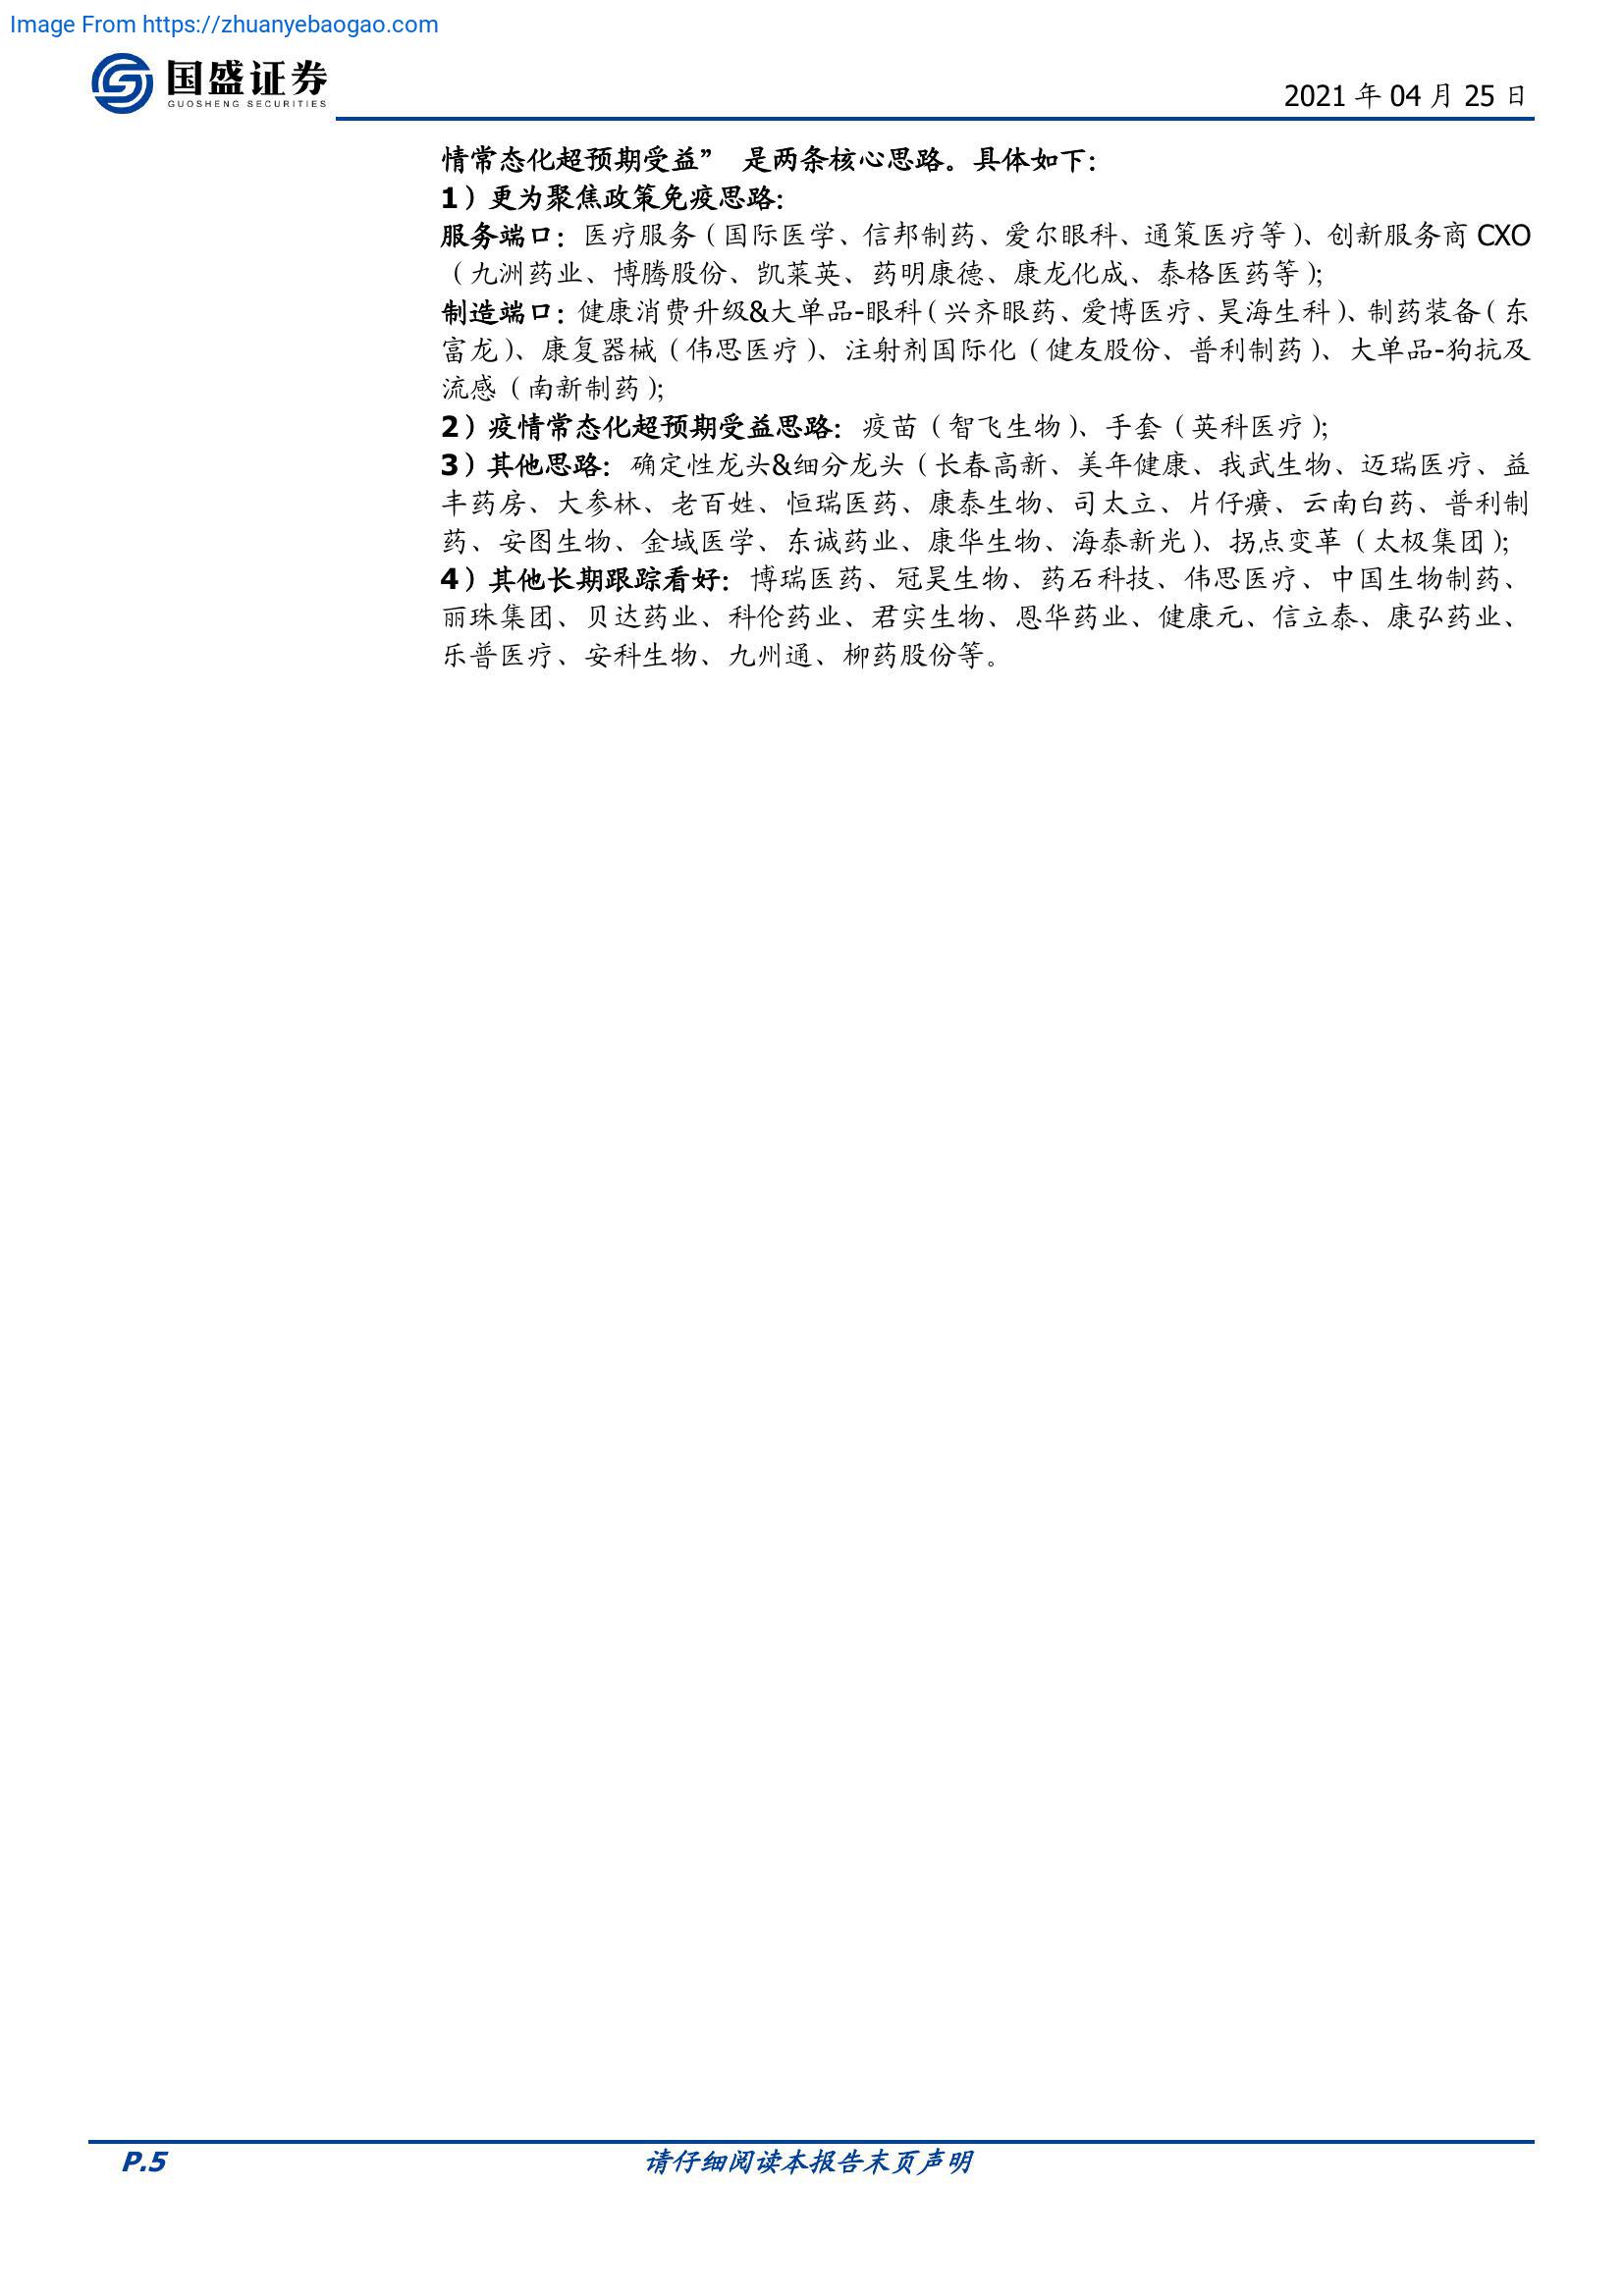 Image From https://zhuanyebaogao.com
国盛证券
GUOSHENG SECURITIES
2021 年 04 月 25 日
情常态化超预期受益” 是两条核心思路。具体如下：
1）更为聚焦政策免疫思路：
服务端口：医疗服务（国际医学、信邦制药、爱尔眼科、通策医疗等）、创新服务商 CXO
（九洲药业、博腾股份、凯莱英、药明康德、康龙化成、泰格医药等）；
制造端口：健康消费升级&大单品-眼科（兴齐眼药、爱博医疗、昊海生科）、制药装备（东
富龙）、康复器械（伟思医疗）、注射剂国际化（健友股份、普利制药）、大单品-狗抗及
流感（南新制药）；
2）疫情常态化超预期受益思路：疫苗（智飞生物）、手套（英科医疗）；
3）其他思路：确定性龙头&细分龙头（长春高新、美年健康、我武生物、迈瑞医疗、益
丰药房、大参林、老百姓、恒瑞医药、康泰生物、司太立、片仔癀、云南白药、普利制
药、安图生物、金域医学、东诚药业、康华生物、海泰新光）、拐点变革（太极集团）；
4）其他长期跟踪看好：博瑞医药、冠昊生物、药石科技、伟思医疗、中国生物制药、
丽珠集团、贝达药业、科伦药业、君实生物、恩华药业、健康元、信立泰、康弘药业、
乐普医疗、安科生物、九州通、柳药股份等。
P.5
请仔细阅读本报告末页声明